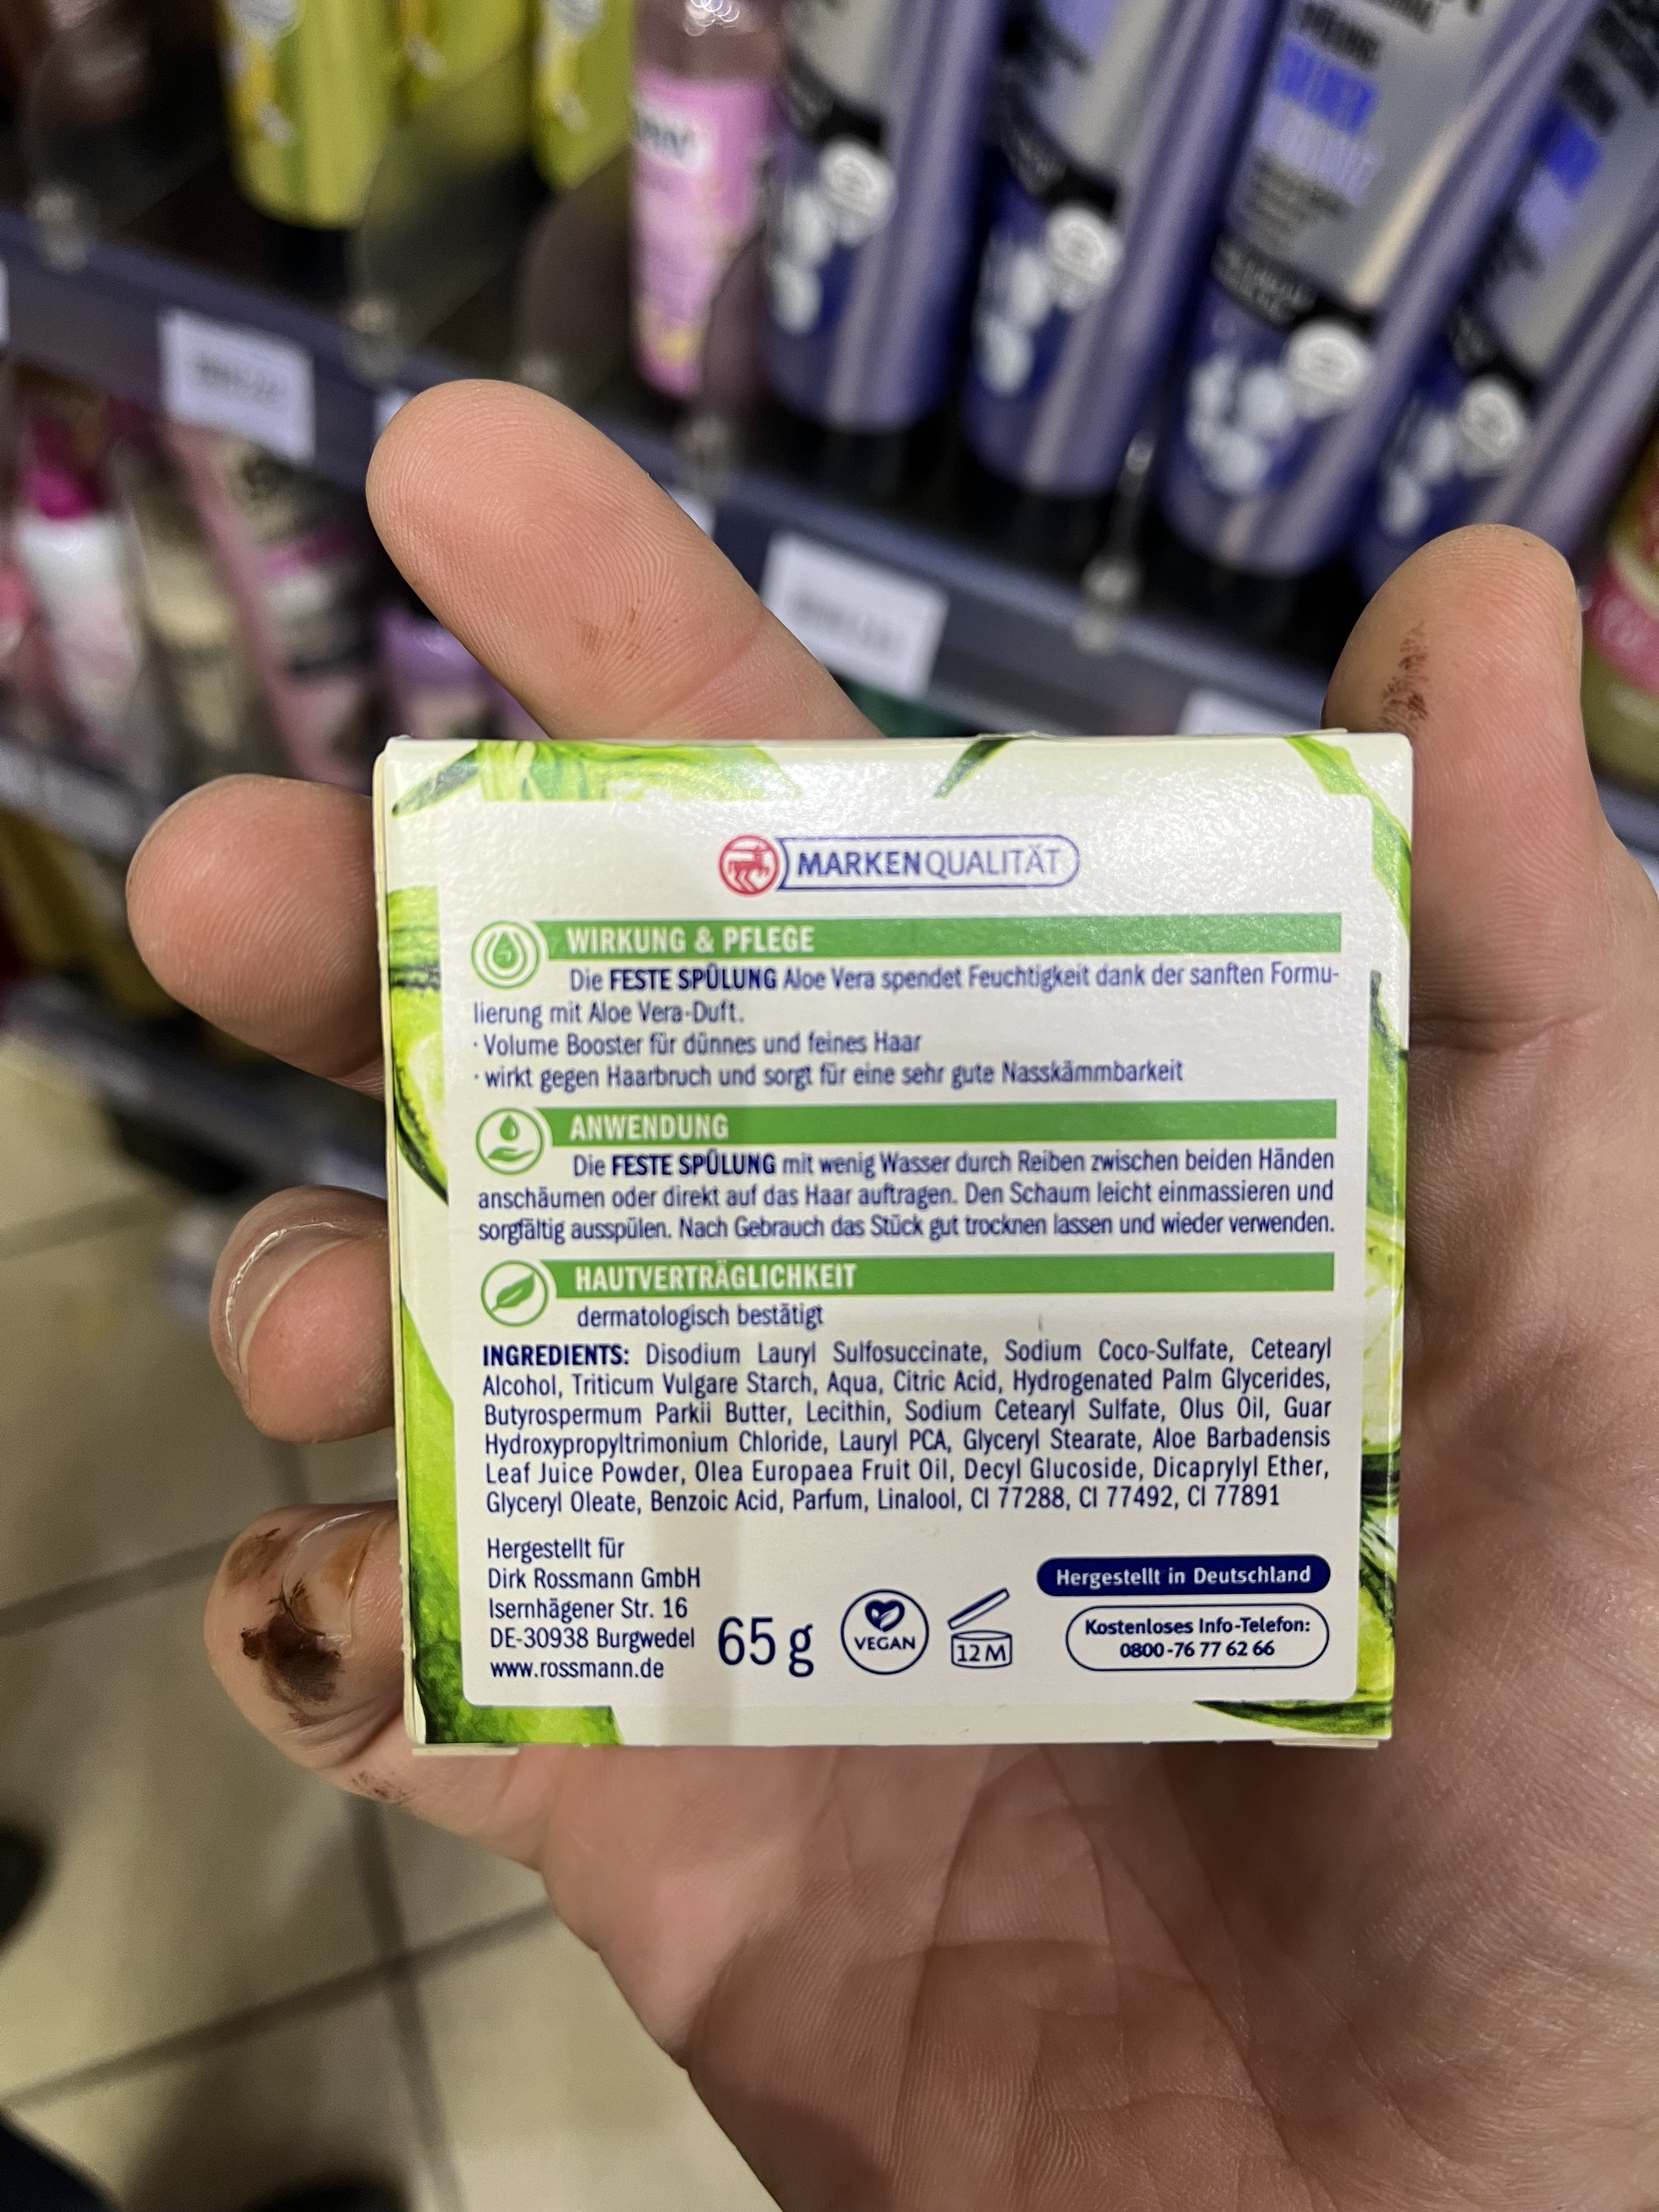 MARKENQUALITÄT
WIRKUNG & PFLEGE
Die FESTE SPÜLUNG Aloe Vera spendet Feuchtigkeit dank der sanften Formu-
lierung mit Aloe Vera-Duft.
· Volume Booster für dünnes und feines Haar
· wirkt gegen Haarbruch und sorgt für eine sehr gute Nasskämmbarkeit
ANWENDUNG
Die FESTE SPÜLUNG mit wenig Wasser durch Reiben zwischen beiden Händen
anschäumen oder direkt auf das Haar auftragen. Den Schaum leicht einmassieren und
sorgfältig ausspülen. Nach Gebrauch das Stück gut trocknen lassen und wieder verwenden.
HAUTVERTRÄGLICHKEIT
dermatologisch bestätigt
INGREDIENTS: Disodium Lauryl Sulfosuccinate, Sodium Coco-Sulfate, Cetearyl
Alcohol, Triticum Vulgare Starch, Aqua, Citric Acid, Hydrogenated Palm Glycerides,
Butyrospermum Parkii Butter, Lecithin, Sodium Cetearyl Sulfate, Olus Oil, Guar
Hydroxypropyltrimonium Chloride, Lauryl PCA, Glyceryl Stearate, Aloe Barbadensis
Leaf Juice Powder, Olea Europaea Fruit Oil, Decyl Glucoside, Dicaprylyl Ether,
Glyceryl Oleate, Benzoic Acid, Parfum, Linalool, CI 77288, CI 77492, CI 77891
Hergestellt für
Dirk Rossmann GmbH
Isernhägener Str. 16
DE-30938 Burgwedel
www.rossmann.de
65 g
VEGAN
12 M
Hergestellt in Deutschland
Kostenloses Info-Telefon:
0800-76 77 62 66